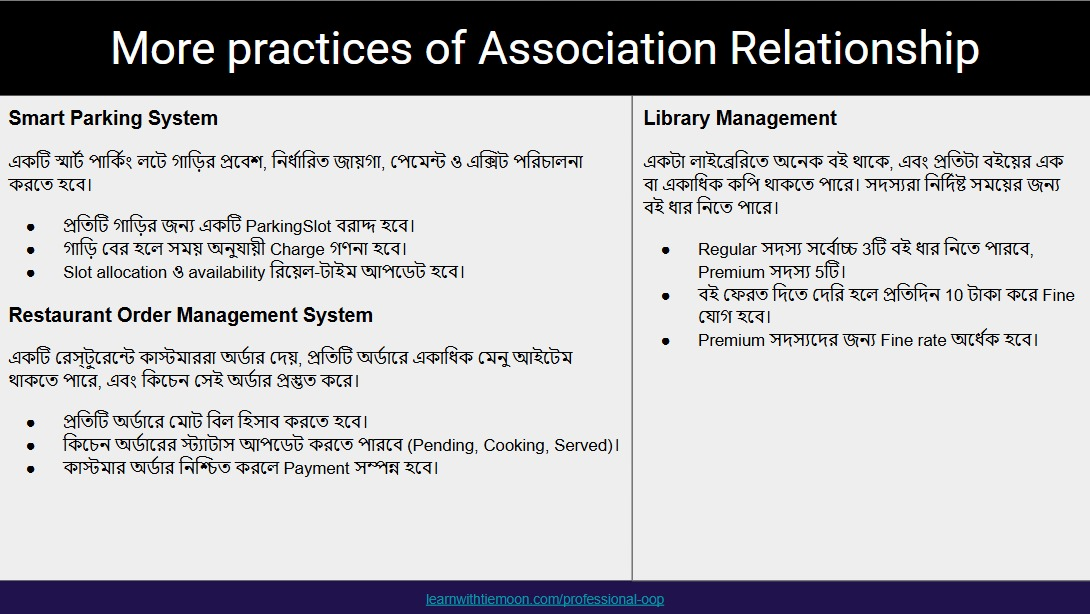 More practices of Association Relationship
Smart Parking System
একটি স্মার্ট পার্কিং লটে গাড়ির প্রবেশ, নির্ধারিত জায়গা, পেমেন্ট ও এক্সিট পরিচালনা
করতে হবে।
● প্রতিটি গাড়ির জন্য একটি ParkingSlot বরাদ্দ হবে।
● গাড়ি বের হলে সময় অনুযায়ী Charge গণনা হবে।
● Slot allocation ও availability রিয়েল-টাইম আপডেট হবে।
Restaurant Order Management System
একটি রেস্টুরেন্টে কাস্টমাররা অর্ডার দেয়, প্রতিটি অর্ডারে একাধিক মেনু আইটেম
থাকতে পারে, এবং কিচেন সেই অর্ডার প্রস্তুত করে।
● প্রতিটি অর্ডারে মোট বিল হিসাব করতে হবে।
● কিচেন অর্ডারের স্ট্যাটাস আপডেট করতে পারবে (Pending, Cooking, Served)।
● কাস্টমার অর্ডার নিশ্চিত করলে Payment সম্পন্ন হবে।
Library Management
একটা লাইব্রেরিতে অনেক বই থাকে, এবং প্রতিটা বইয়ের এক
বা একাধিক কপি থাকতে পারে। সদস্যরা নির্দিষ্ট সময়ের জন্য
বই ধার নিতে পারে।
● Regular সদস্য সর্বোচ্চ 3টি বই ধার নিতে পারবে,
Premium সদস্য 5টি।
● বই ফেরত দিতে দেরি হলে প্রতিদিন 10 টাকা করে Fine
যোগ হবে।
● Premium সদস্যদের জন্য Fine rate অর্ধেক হবে।
learnwithtiemoon.com/professional-oop